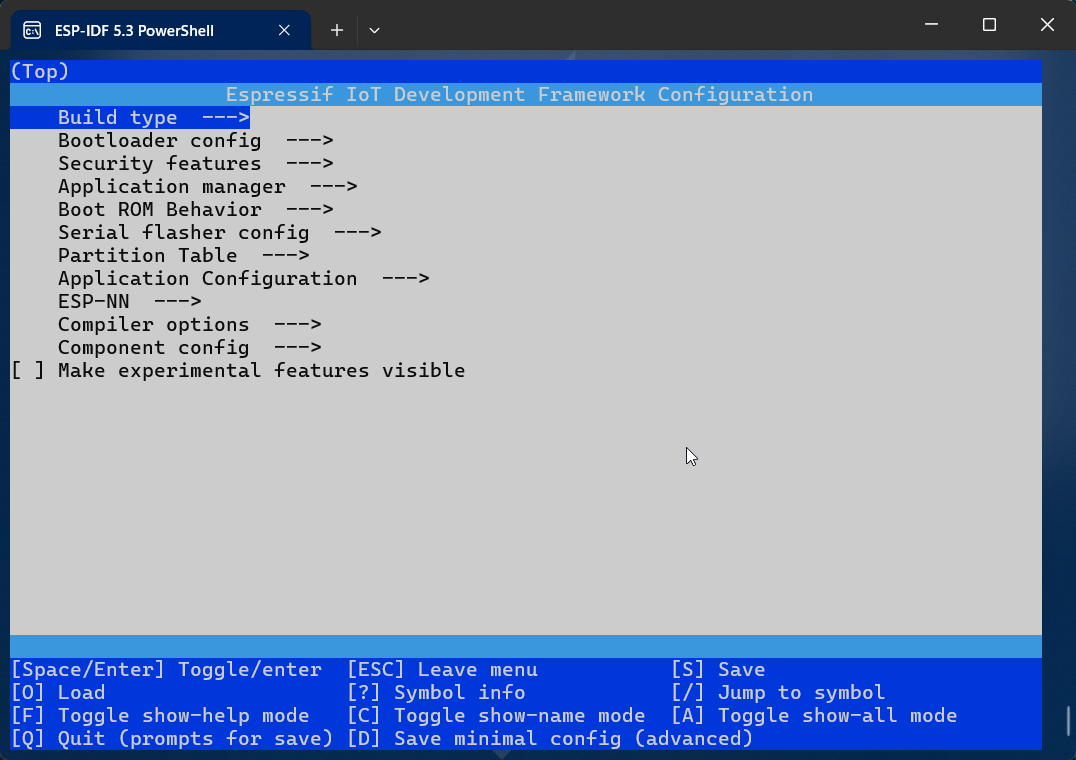 ESP-IDF 5.3 PowerShell
(Top)
Espressif IoT Development Framework Configuration
Build type  --->
Bootloader config  --->
Security features  --->
Application manager  --->
Boot ROM Behavior  --->
Serial flasher config  --->
Partition Table  --->
Application Configuration  --->
ESP-NN  --->
Compiler options  --->
Component config  --->
[ ] Make experimental features visible
[Space/Enter] Toggle/enter  [ESC] Leave menu           [S] Save
[O] Load                    [?] Symbol info            [/] Jump to symbol
[F] Toggle show-help mode   [C] Toggle show-name mode  [A] Toggle show-all mode
[Q] Quit (prompts for save) [D] Save minimal config (advanced)